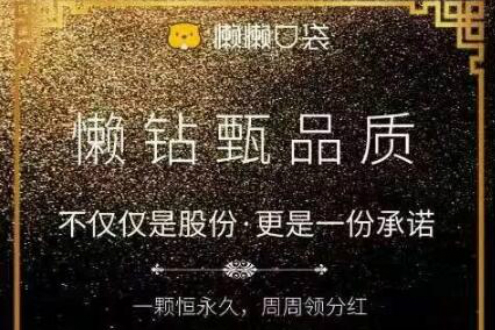 懒懒口袋
懒钻甄品质
不仅仅是股份·更是一份承诺
一颗恒永久，周周领分红